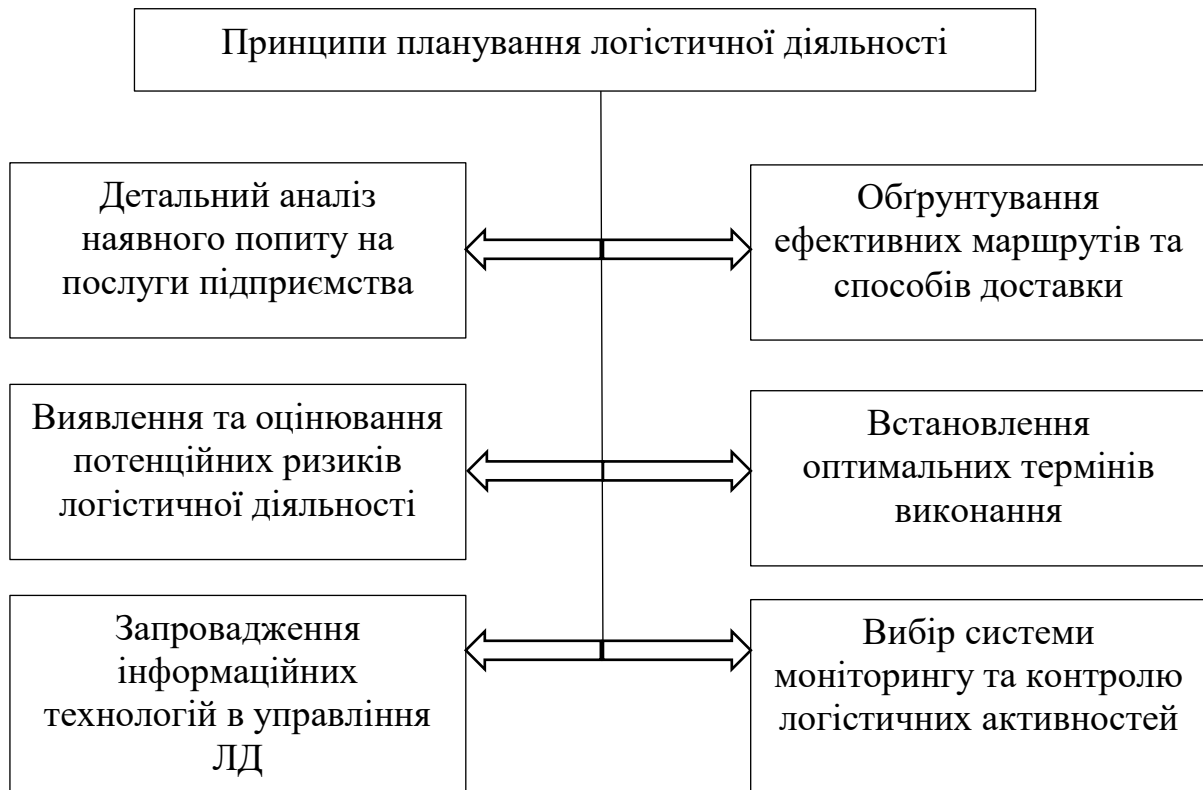 Принципи планування логістичної діяльності
Детальний аналіз
наявного попиту на
послуги підприємства
Обґрунтування
ефективних маршрутів та
способів доставки
Виявлення та оцінювання
потенційних ризиків
логістичної діяльності
Встановлення
оптимальних термінів
виконання
Запровадження
інформаційних
технологій в управління
ЛД
Вибір системи
моніторингу та контролю
логістичних активностей